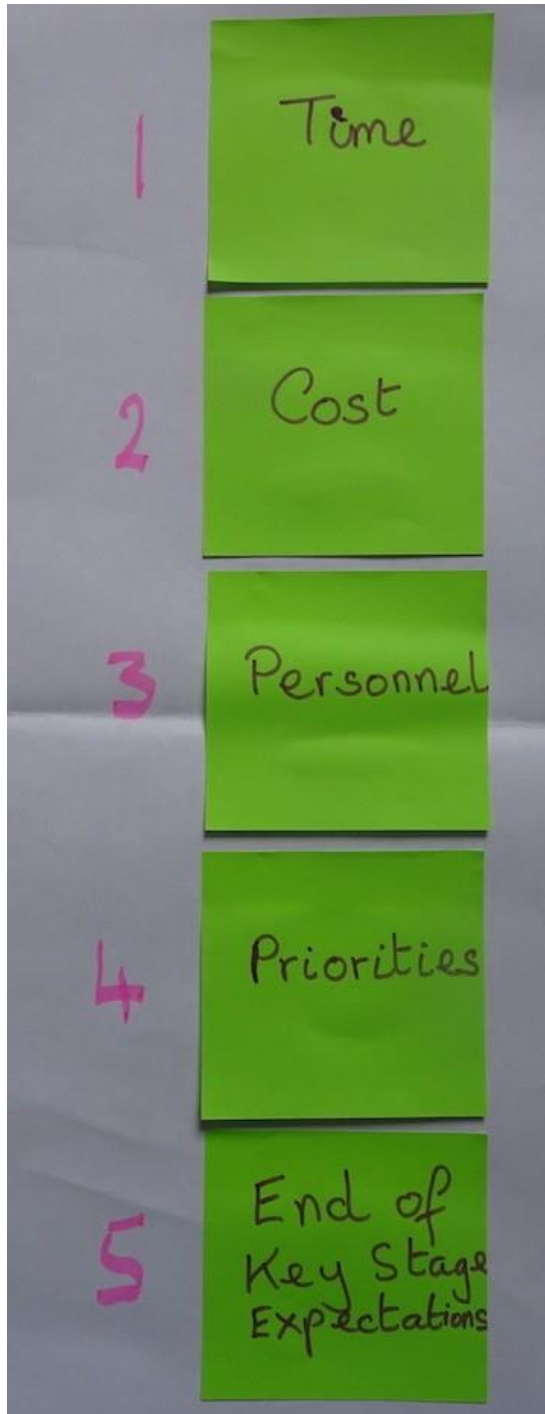 1 Time
2 Cost
3 Personnel
4 Priorities
5 End of
Key Stage
Expectations